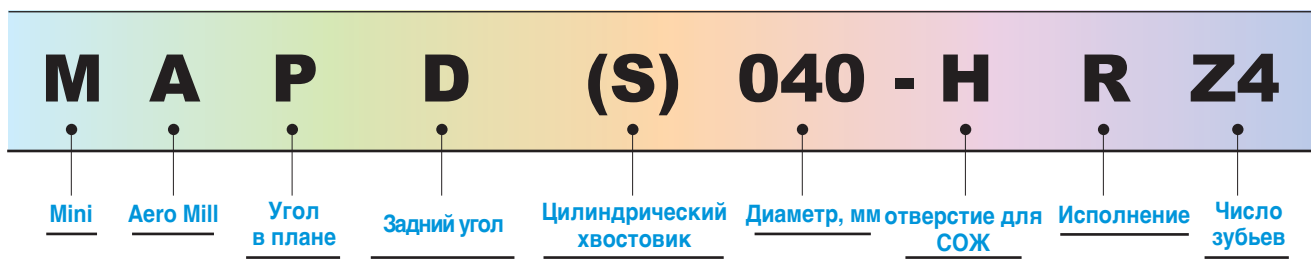 M A P D (S) 040 - H R Z4
Mini
Aero Mill
Угол
в плане
Задний угол
Цилиндрический
хвостовик
Диаметр, мм
отверстие для
СОЖ
Исполнение
Число
зубьев